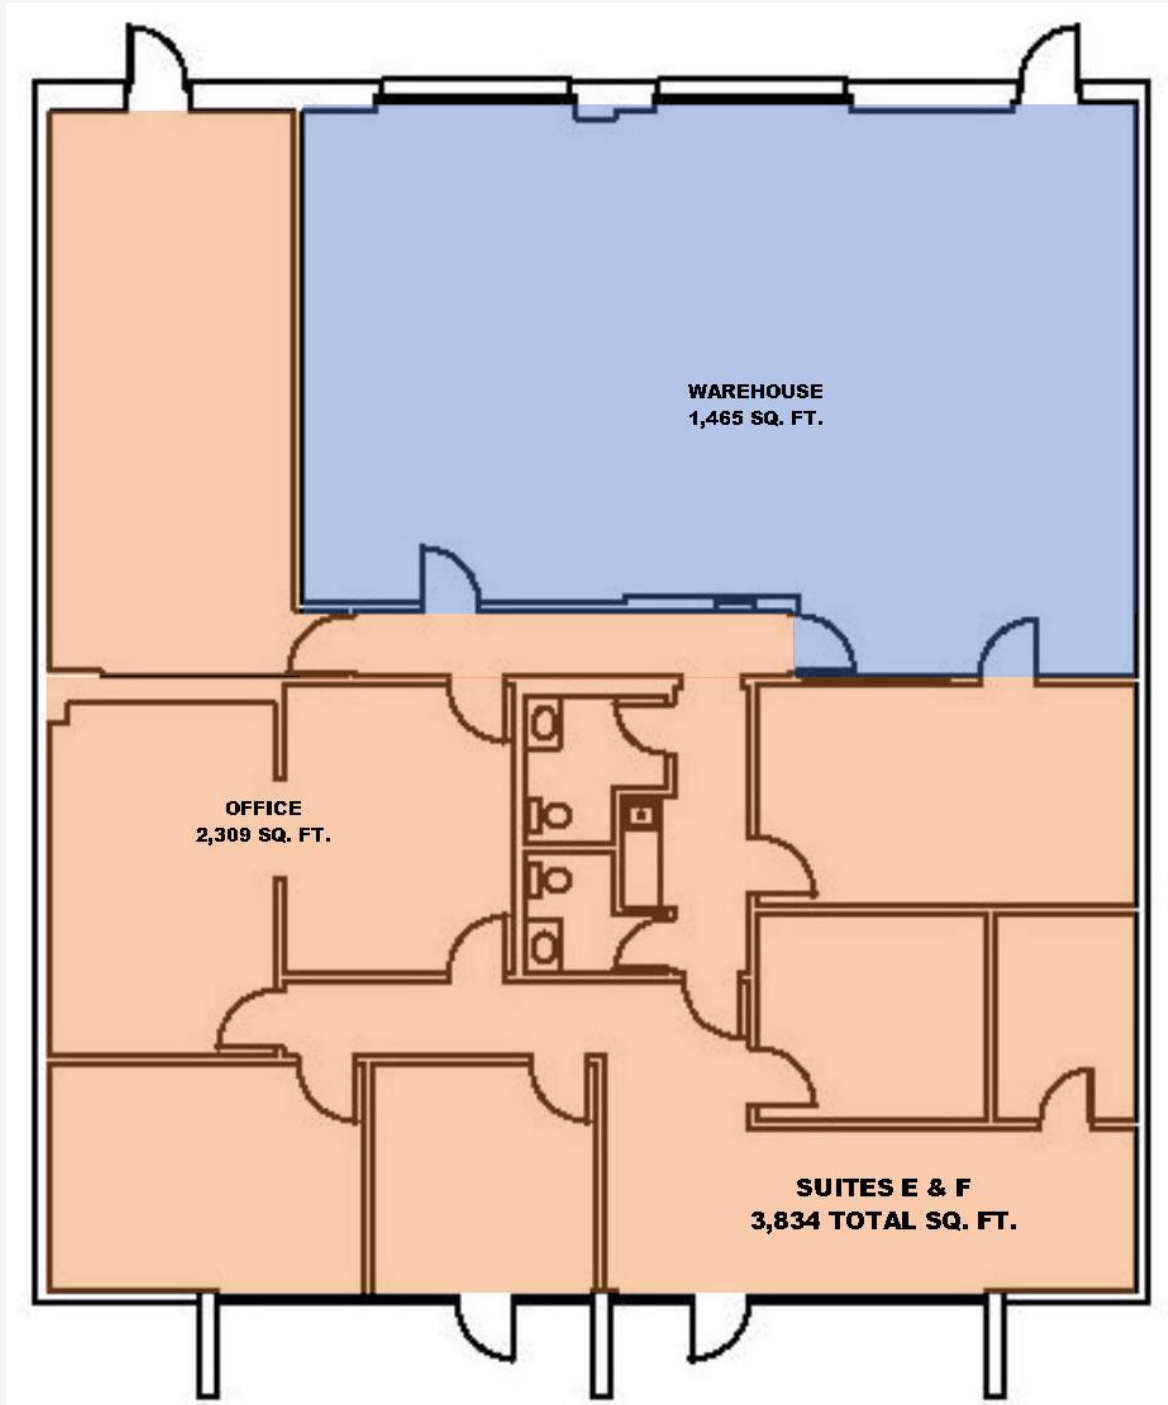 WAREHOUSE
1,465 SQ. FT.
OFFICE
2,309 SQ. FT.
SUITES E & F
3,834 TOTAL SQ. FT.